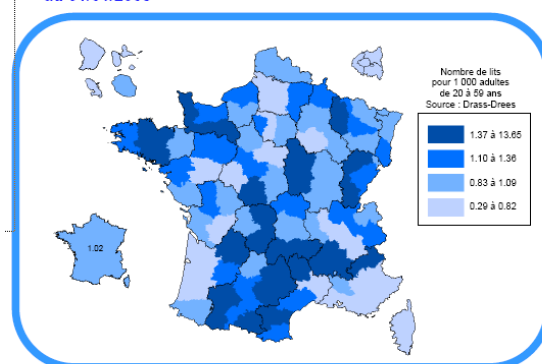 Nombre de lits
pour 1 000 adultes
de 20 à 59 ans
Source : Drass-Drees
1.37 à 13.65
1.10 à 1.36
0.83 à 1.09
0.29 à 0.82
1.02